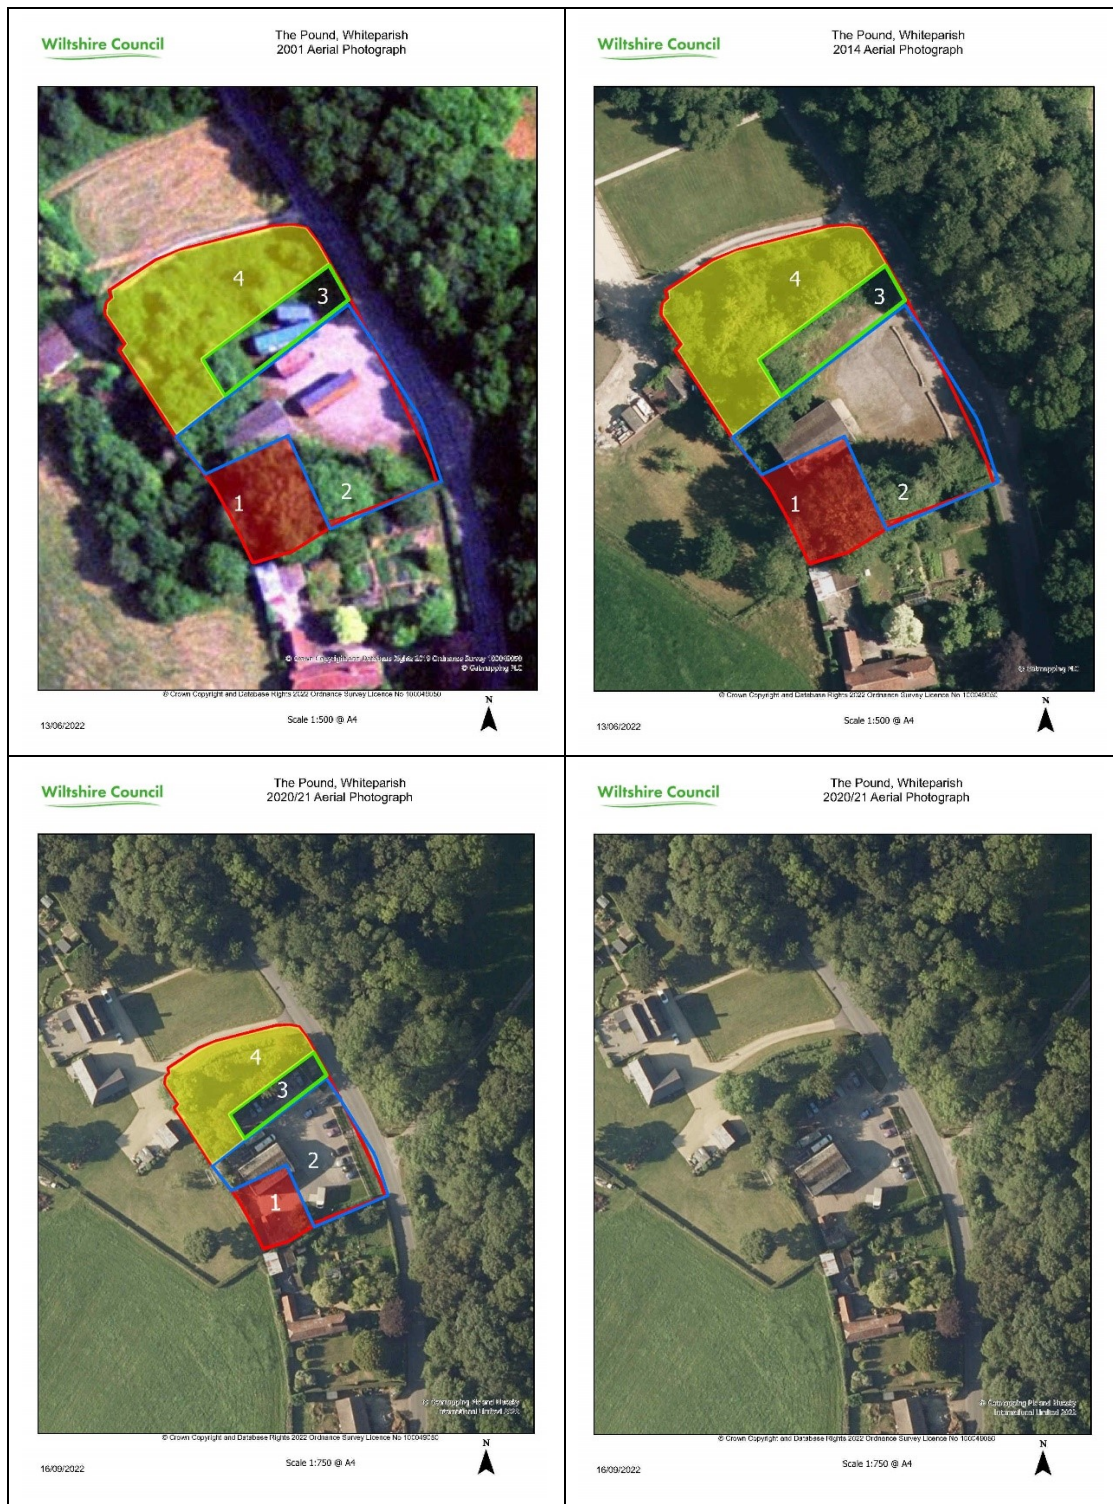 Wiltshire Council
The Pound, Whiteparish
2001 Aerial Photograph
4
3
1
2
© Crown Copyright and Database Rights 2022 Ordnance Survey Licence No 100049050
13/06/2022
Scale 1:500 @ A4
N
Wiltshire Council
The Pound, Whiteparish
2014 Aerial Photograph
4
3
1
2
© Crown Copyright and Database Rights 2022 Ordnance Survey Licence No 100049050
13/06/2022
Scale 1:500 @ A4
N
Wiltshire Council
The Pound, Whiteparish
2020/21 Aerial Photograph
4
3
2
1
© Crown Copyright and Database Rights 2022 Ordnance Survey Licence No 100049050
16/09/2022
Scale 1:750 @ A4
N
Wiltshire Council
The Pound, Whiteparish
2020/21 Aerial Photograph
© Crown Copyright and Database Rights 2022 Ordnance Survey Licence No 100049050
16/09/2022
Scale 1:750 @ A4
N